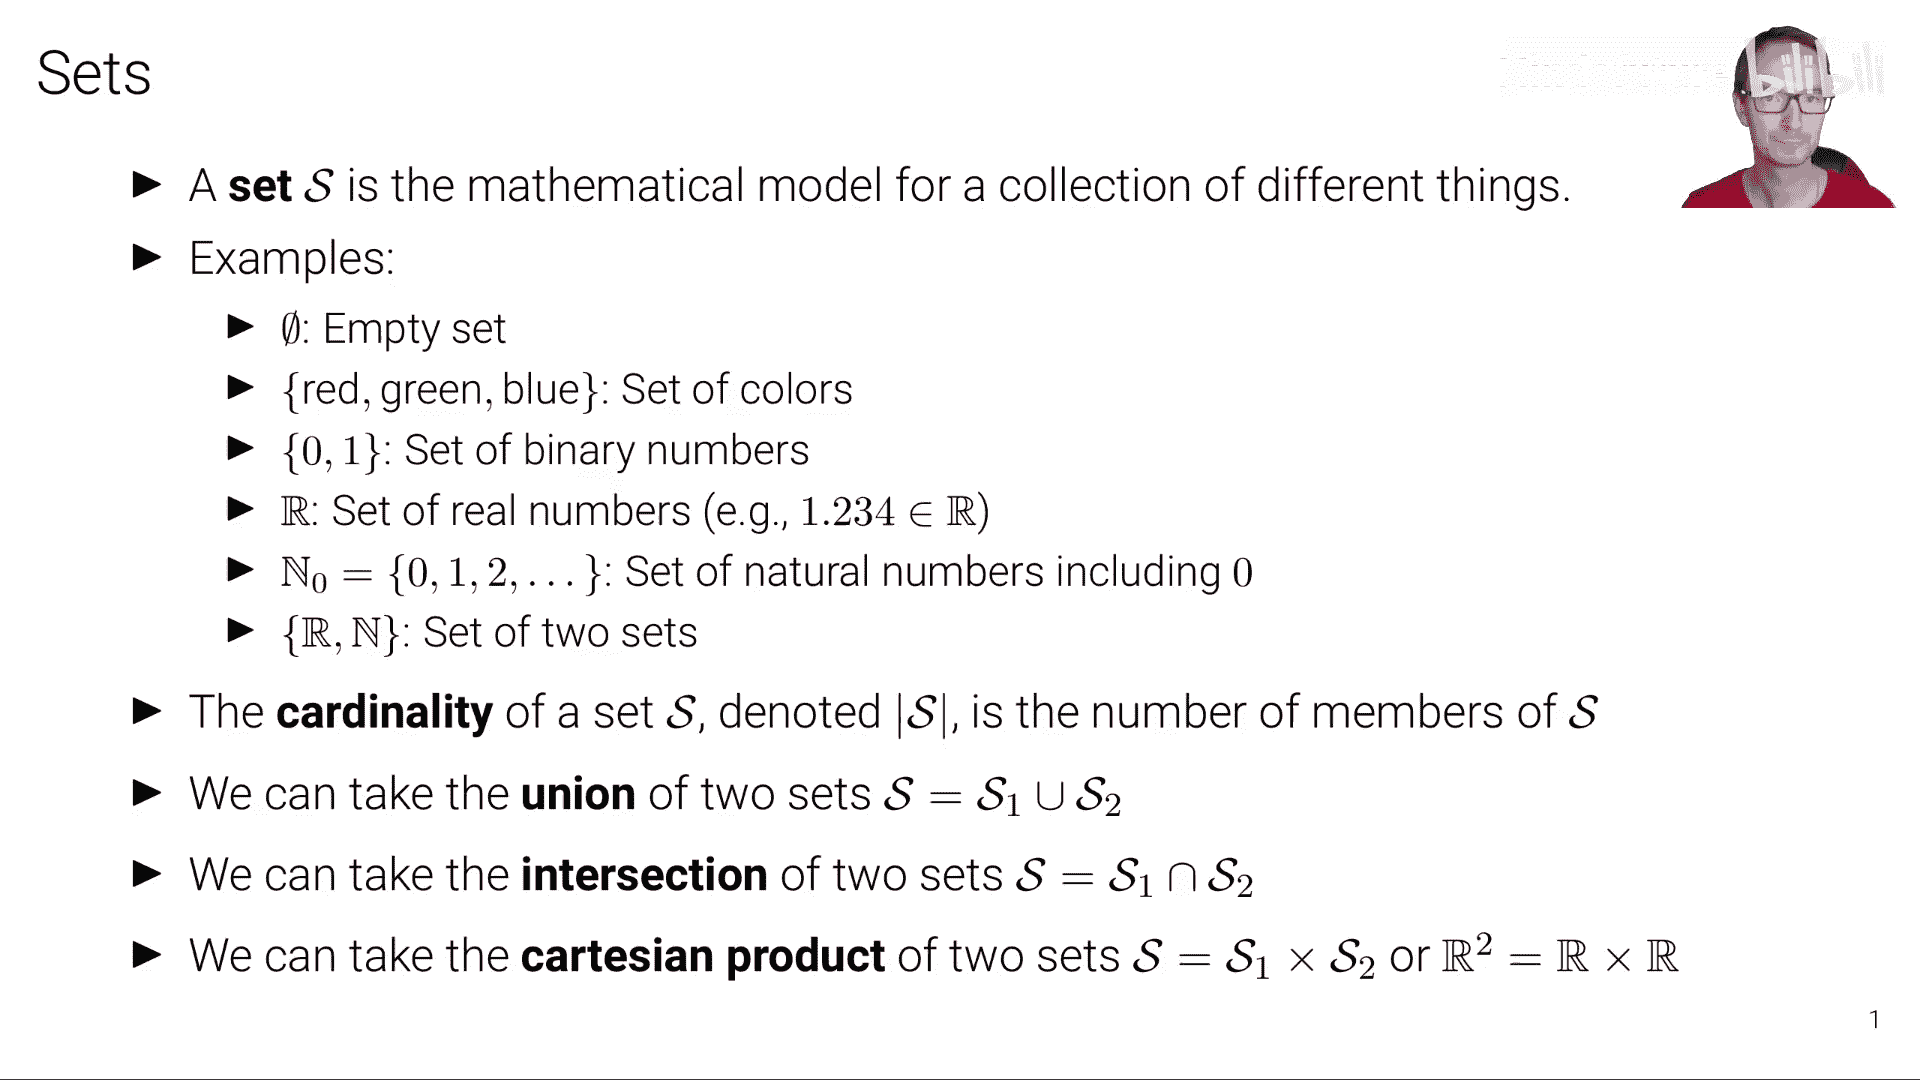 Sets
bilibili
▶ A set 𝒮 is the mathematical model for a collection of different things.
▶ Examples:
▶ ∅: Empty set
▶ {red, green, blue}: Set of colors
▶ {0, 1}: Set of binary numbers
▶ ℝ: Set of real numbers (e.g., 1.234 ∈ ℝ)
▶ ℕ₀ = {0, 1, 2, . . . }: Set of natural numbers including 0
▶ {ℝ, ℕ}: Set of two sets
▶ The cardinality of a set 𝒮, denoted |𝒮|, is the number of members of 𝒮
▶ We can take the union of two sets 𝒮 = 𝒮₁ ∪ 𝒮₂
▶ We can take the intersection of two sets 𝒮 = 𝒮₁ ∩ 𝒮₂
▶ We can take the cartesian product of two sets 𝒮 = 𝒮₁ × 𝒮₂ or ℝ² = ℝ × ℝ
1